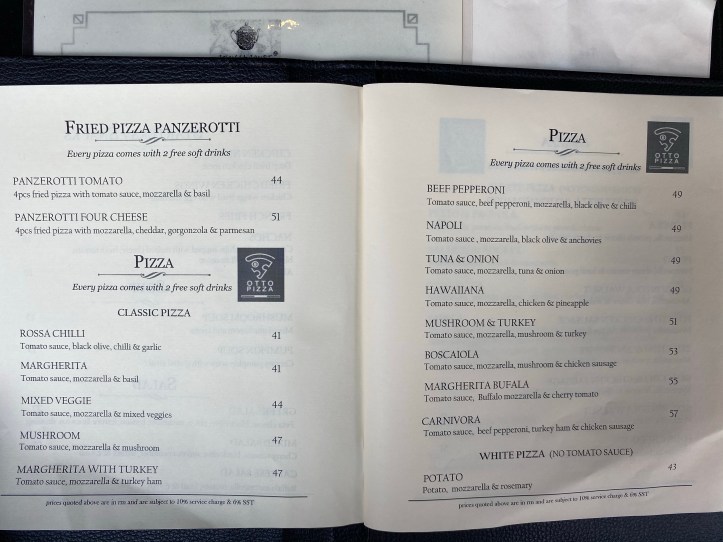 FRIED PIZZA PANZEROTTI
Every pizza comes with 2 free soft drinks
PANZEROTTI TOMATO 44
4pcs fried pizza with tomato sauce, mozzarella & basil
PANZEROTTI FOUR CHEESE 51
4pcs fried pizza with mozzarella, cheddar, gorgonzola & parmesan
PIZZA
Every pizza comes with 2 free soft drinks
OTTO
PIZZA
CLASSIC PIZZA
ROSSA CHILLI 41
Tomato sauce, black olive, chilli & garlic
MARGHERITA 41
Tomato sauce, mozzarella & basil
MIXED VEGGIE 44
Tomato sauce, mozzarella & mixed veggies
MUSHROOM 47
Tomato sauce, mozzarella & mushroom
MARGHERITA WITH TURKEY 47
Tomato sauce, mozzarella & turkey ham
prices quoted above are in rm and are subject to 10% service charge & 6% SST
PIZZA
Every pizza comes with 2 free soft drinks
OTTO
PIZZA
BEEF PEPPERONI 49
Tomato sauce, beef pepperoni, mozzarella, black olive & chilli
NAPOLI 49
Tomato sauce , mozzarella, black olive & anchovies
TUNA & ONION 49
Tomato sauce, mozzarella, tuna & onion
HAWAIIANA 49
Tomato sauce, mozzarella, chicken & pineapple
MUSHROOM & TURKEY 51
Tomato sauce, mozzarella, mushroom & turkey
BOSCAIOLA 53
Tomato sauce, mozzarella, mushroom & chicken sausage
MARGHERITA BUFALA 55
Tomato sauce, Buffalo mozzarella & cherry tomato
CARNIVORA 57
Tomato sauce, beef pepperoni, turkey ham & chicken sausage
WHITE PIZZA (NO TOMATO SAUCE)
POTATO 43
Potato, mozzarella & rosemary
prices quoted above are in rm and are subject to 10% service charge & 6% SST